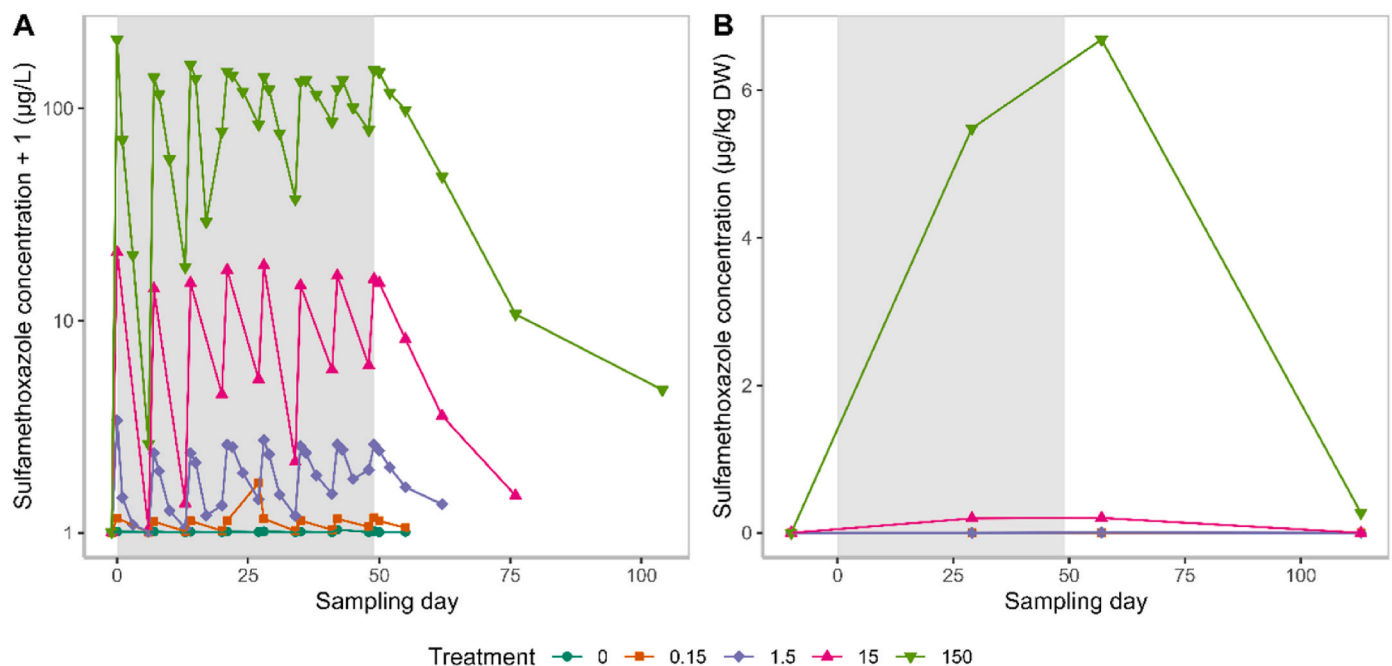 A
B
Sulfamethoxazole concentration + 1 (µg/L)
100
10
1
0
25
50
75
100
Sampling day
Sulfamethoxazole concentration (µg/kg DW)
6
4
2
0
0
25
50
75
100
Sampling day
Treatment 0 0.15 1.5 15 150